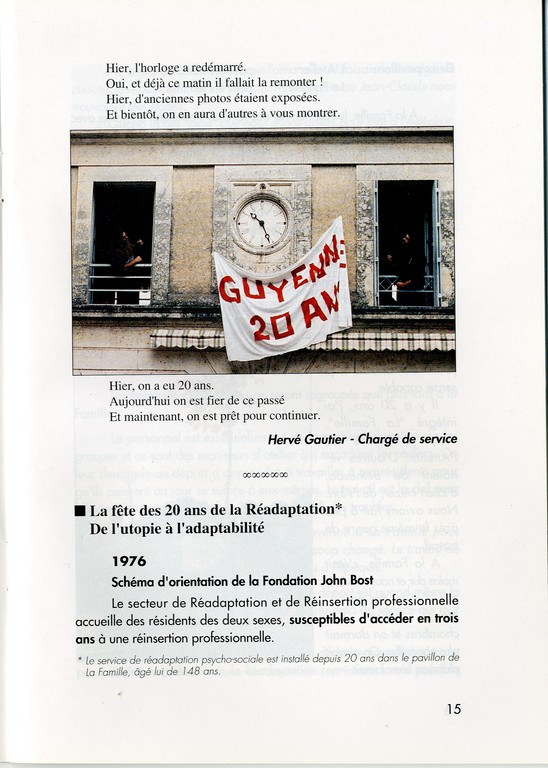 Hier, l'horloge a redémarré.
Oui, et déjà ce matin il fallait la remonter !
Hier, d'anciennes photos étaient exposées.
Et bientôt, on en aura d'autres à vous montrer.
GUYENNE
20 AN
Hier, on a eu 20 ans.
Aujourd'hui on est fier de ce passé
Et maintenant, on est prêt pour continuer.
Hervé Gautier - Chargé de service
∞∞∞∞∞
■ La fête des 20 ans de la Réadaptation*
De l'utopie à l'adaptabilité
1976
Schéma d'orientation de la Fondation John Bost
Le secteur de Réadaptation et de Réinsertion professionnelle
accueille des résidents des deux sexes, susceptibles d'accéder en trois
ans à une réinsertion professionnelle.
* Le service de réadaptation psycho-sociale est installé depuis 20 ans dans le pavillon de
La Famille, âgé lui de 148 ans.
15